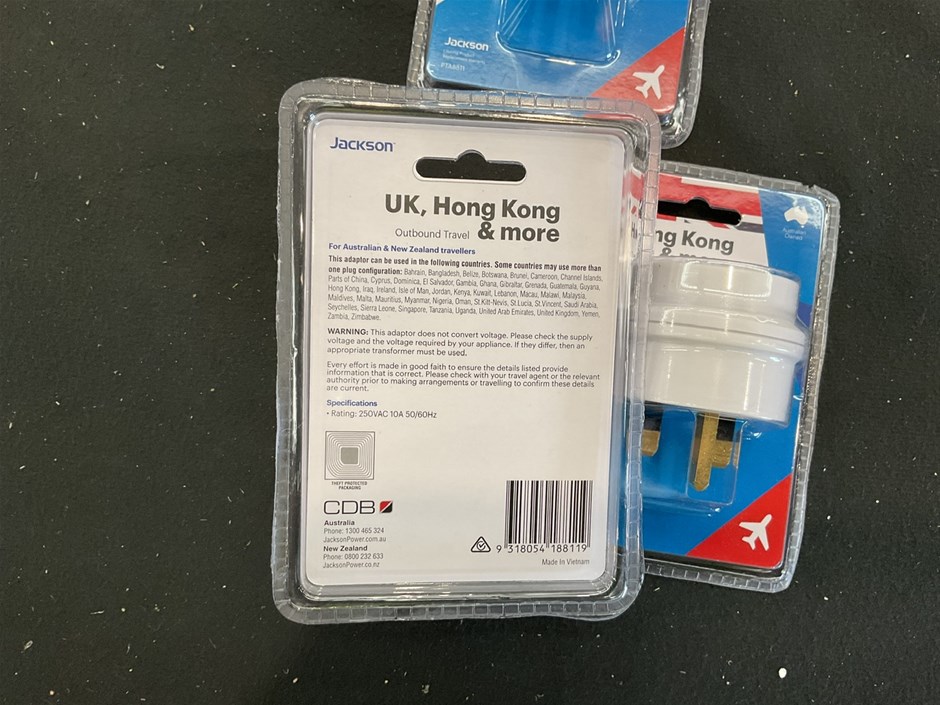 Jackson
PTA8811
Jackson
UK, Hong Kong
Outbound Travel & more
For Australian & New Zealand travellers
This adaptor can be used in the following countries. Some countries may use more than
one plug configuration: Bahrain, Bangladesh, Belize, Botswana, Brunei, Cameroon, Channel Islands,
Parts of China, Cyprus, Dominica, El Salvador, Gambia, Ghana, Gibraltar, Grenada, Guatemala, Guyana,
Hong Kong, Iraq, Ireland, Isle of Man, Jordan, Kenya, Kuwait, Lebanon, Macau, Malawi, Malaysia,
Maldives, Malta, Mauritius, Myanmar, Nigeria, Oman, St.Kitt-Nevis, St.Lucia, St.Vincent, Saudi Arabia,
Seychelles, Sierra Leone, Singapore, Tanzania, Uganda, United Arab Emirates, United Kingdom, Yemen,
Zambia, Zimbabwe.
WARNING: This adaptor does not convert voltage. Please check the supply
voltage and the voltage required by your appliance. If they differ, then an
appropriate transformer must be used.
Every effort is made in good faith to ensure the details listed provide
information that is correct. Please check with your travel agent or the relevant
authority prior to making arrangements or travelling to confirm these details
are current.
Specifications
• Rating: 250VAC 10A 50/60Hz
THEFT PROTECTED
PACKAGING
CDB
Australia
Phone: 1300 465 324
JacksonPower.com.au
New Zealand
Phone: 0800 232 633
JacksonPower.co.nz
9 318054 188119
Made In Vietnam
Australian
Owned
ng Kong